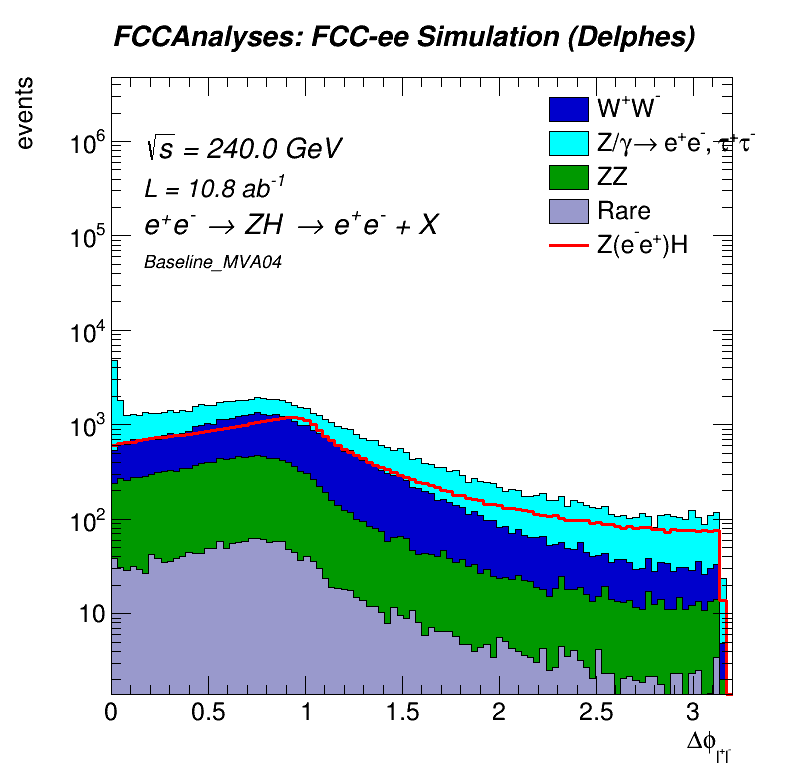 FCCAnalyses: FCC-ee Simulation (Delphes)
events
√s = 240.0 GeV
L = 10.8 ab⁻¹
e⁺e⁻ → ZH → e⁺e⁻ + X
Baseline_MVA04
W⁺W⁻
Z/γ→ e⁺e⁻, τ⁺τ⁻
ZZ
Rare
Z(e⁻e⁺)H
10⁶
10⁵
10⁴
10³
10²
10
0 0.5 1 1.5 2 2.5 3
Δϕ_{l⁺l⁻}